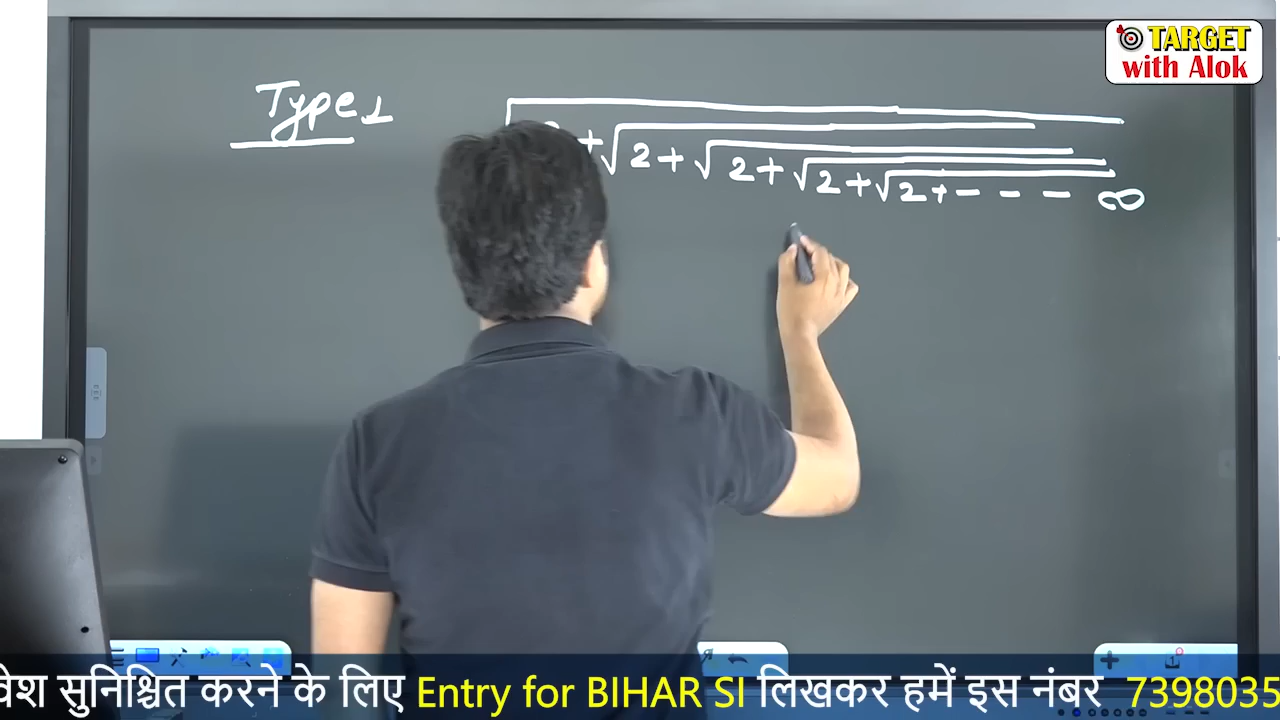 TARGET
with Alok
Type 1
+√2+√2+√2+√2+--- ∞
वेश सुनिश्चित करने के लिए Entry for BIHAR SI लिखकर हमें इस नंबर 7398035